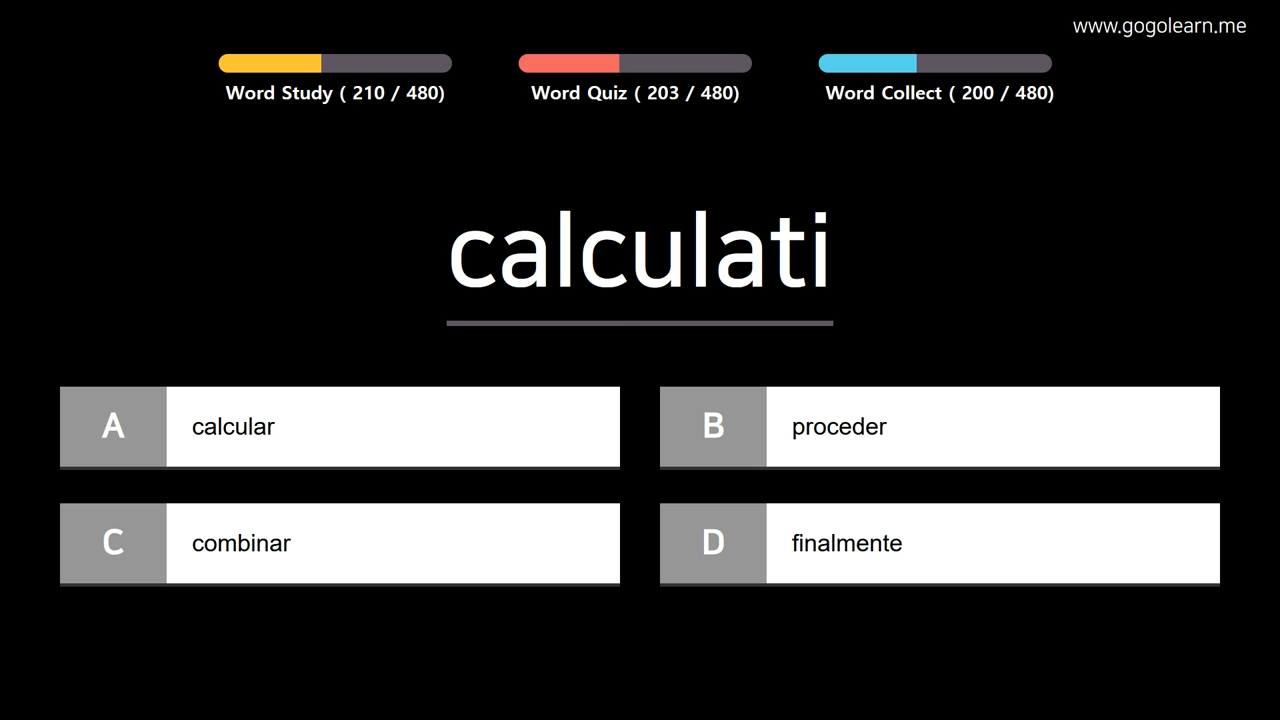 www.gogolearn.me
Word Study ( 210 / 480)
Word Quiz ( 203 / 480)
Word Collect ( 200 / 480)
calculati
A calcular
B proceder
C combinar
D finalmente